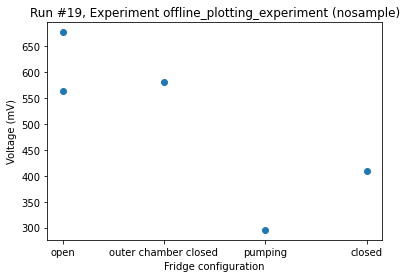 Run #19, Experiment offline_plotting_experiment (nosample)
650
600
550
500
450
400
350
300
Voltage (mV)
open outer chamber closed pumping closed
Fridge configuration